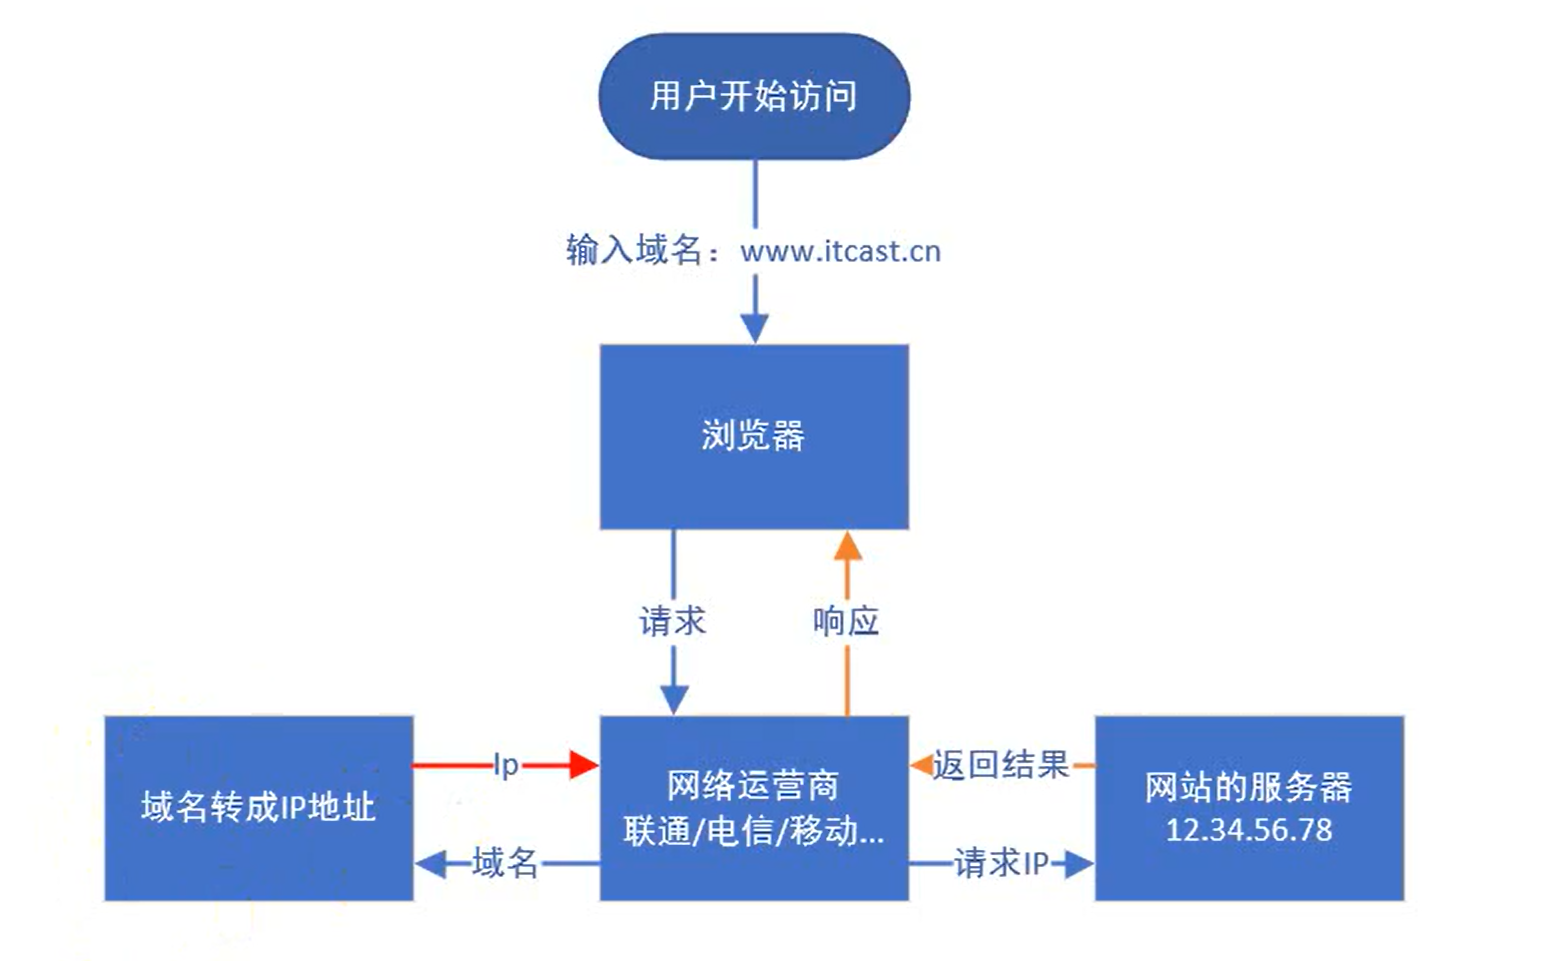 用户开始访问
输入域名：www.itcast.cn
浏览器
请求
响应
域名转成IP地址
Ip
域名
网络运营商
联通/电信/移动...
返回结果
请求IP
网站的服务器
12.34.56.78